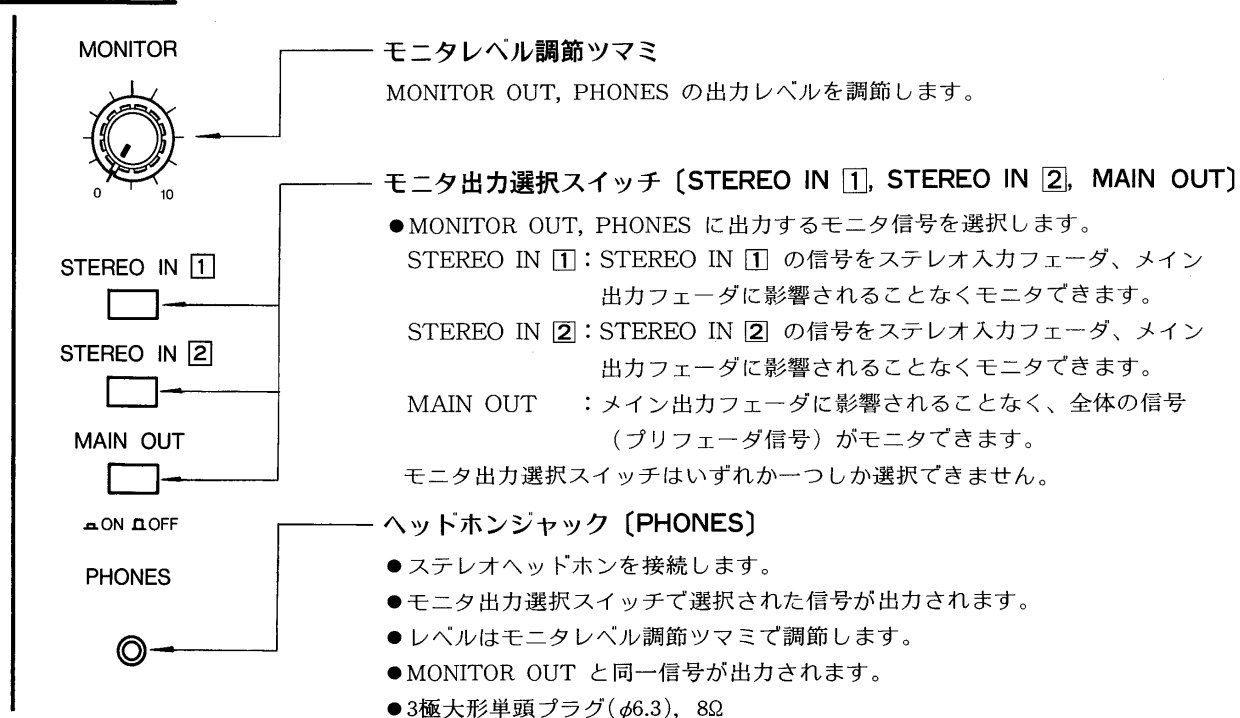 MONITOR
0 10
STEREO IN 1
STEREO IN 2
MAIN OUT
ON OFF
PHONES
モニタレベル調節ツマミ
MONITOR OUT, PHONES の出力レベルを調節します。
モニタ出力選択スイッチ〔STEREO IN 1, STEREO IN 2, MAIN OUT〕
●MONITOR OUT, PHONES に出力するモニタ信号を選択します。
STEREO IN 1：STEREO IN 1 の信号をステレオ入力フェーダ、メイン
出力フェーダに影響されることなくモニタできます。
STEREO IN 2：STEREO IN 2 の信号をステレオ入力フェーダ、メイン
出力フェーダに影響されることなくモニタできます。
MAIN OUT ：メイン出力フェーダに影響されることなく、全体の信号
（プリフェーダ信号）がモニタできます。
モニタ出力選択スイッチはいずれか一つしか選択できません。
ヘッドホンジャック〔PHONES〕
●ステレオヘッドホンを接続します。
●モニタ出力選択スイッチで選択された信号が出力されます。
●レベルはモニタレベル調節ツマミで調節します。
●MONITOR OUT と同一信号が出力されます。
●3極大形単頭プラグ(φ6.3), 8Ω